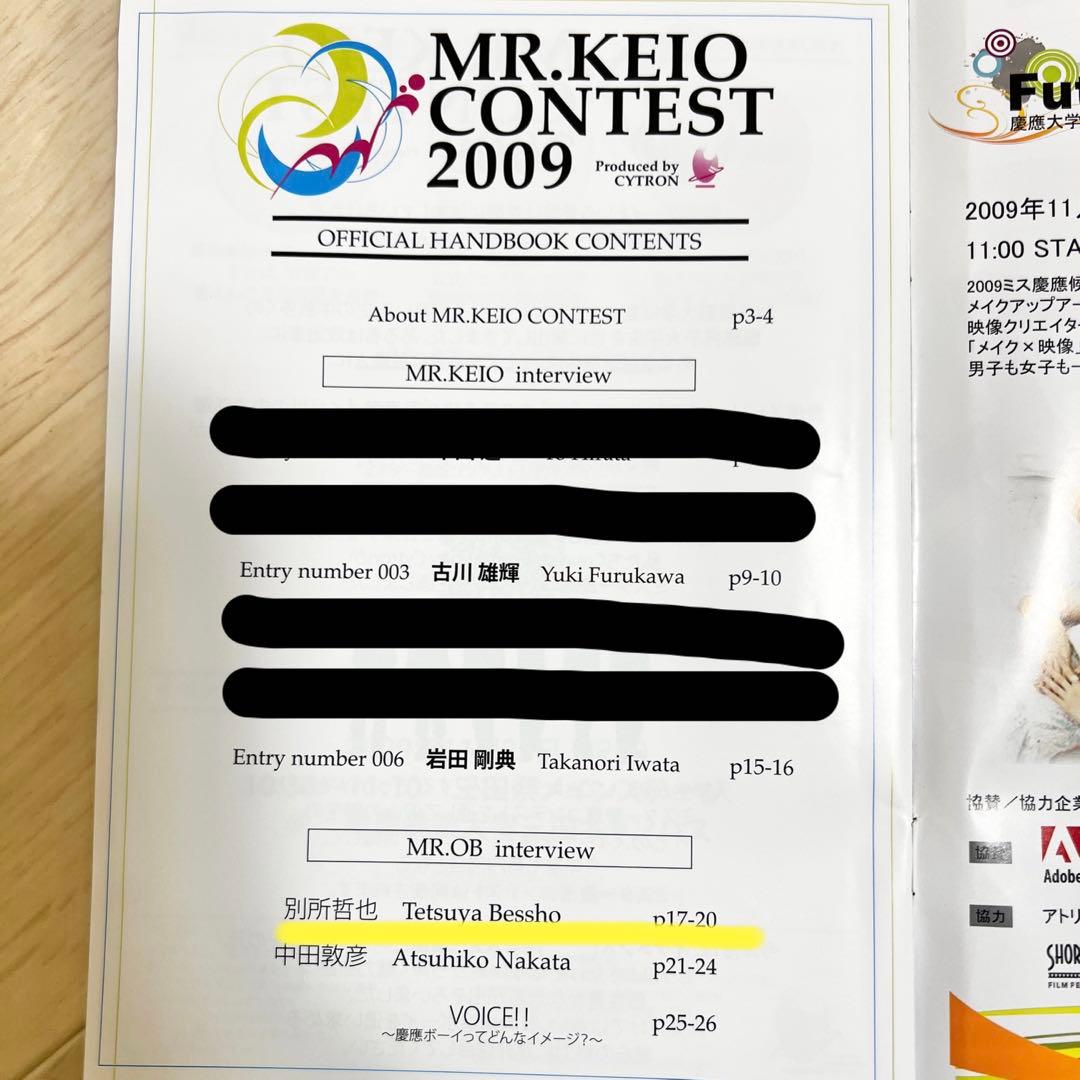 MR.KEIO
CONTEST
2009
Produced by
CYTRON
OFFICIAL HANDBOOK CONTENTS
About MR.KEIO CONTEST p3-4
MR.KEIO interview
Entry number 003 古川 雄輝 Yuki Furukawa p9-10
Entry number 006 岩田 剛典 Takanori Iwata p15-16
MR.OB interview
別所哲也 Tetsuya Bessho p17-20
中田敦彦 Atsuhiko Nakata p21-24
VOICE!! p25-26
〜慶應ボーイってどんなイメージ?〜
Fut
慶應大学
2009年11
11:00 STA
2009ミス慶應候
メイクアップアー
映像クリエイター
「メイク×映像」
男子も女子も一
協賛／協力企業
協賛
Adobe
協力 アトリ
SHOR
FILM FE